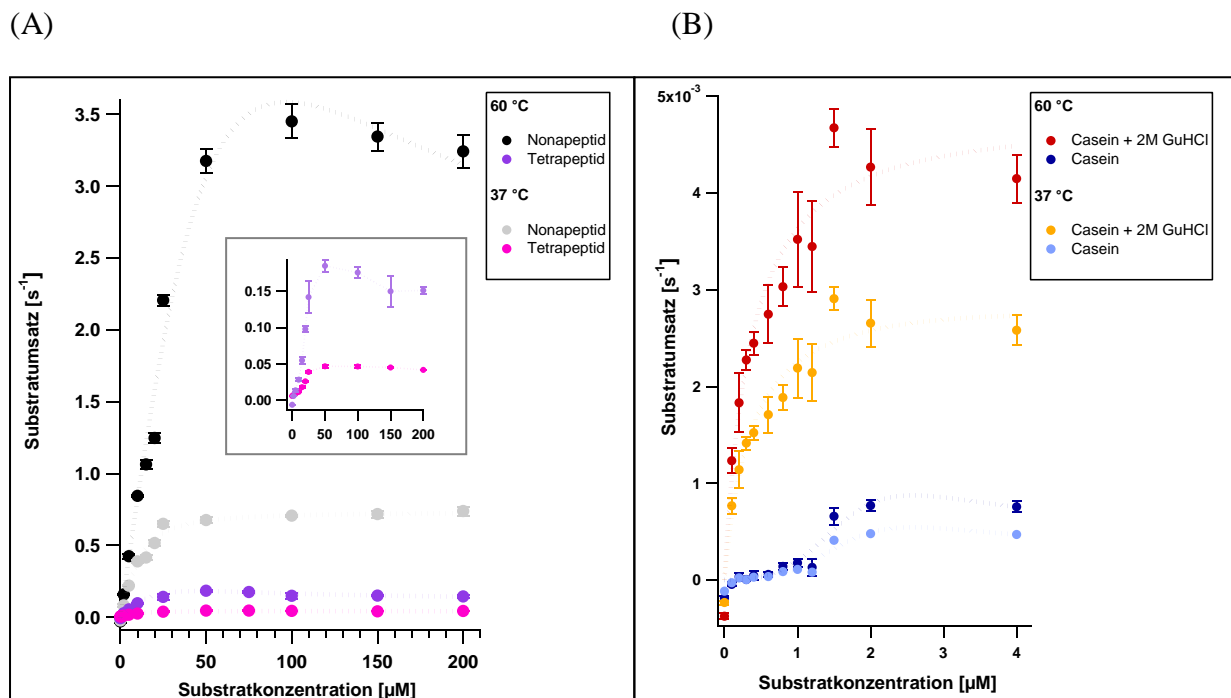 (A)
(B)
3.5
3.0
2.5
2.0
1.5
1.0
0.5
0.0
Substratumsatz [s⁻¹]
0
50
100
150
200
Substratkonzentration [µM]
60 °C
Nonapeptid
Tetrapeptid
37 °C
Nonapeptid
Tetrapeptid
0.15
0.10
0.05
0.00
0
50
100
150
200
5x10⁻³
4
3
2
1
0
Substratumsatz [s⁻¹]
0
1
2
3
4
Substratkonzentration [µM]
60 °C
Casein + 2M GuHCl
Casein
37 °C
Casein + 2M GuHCl
Casein